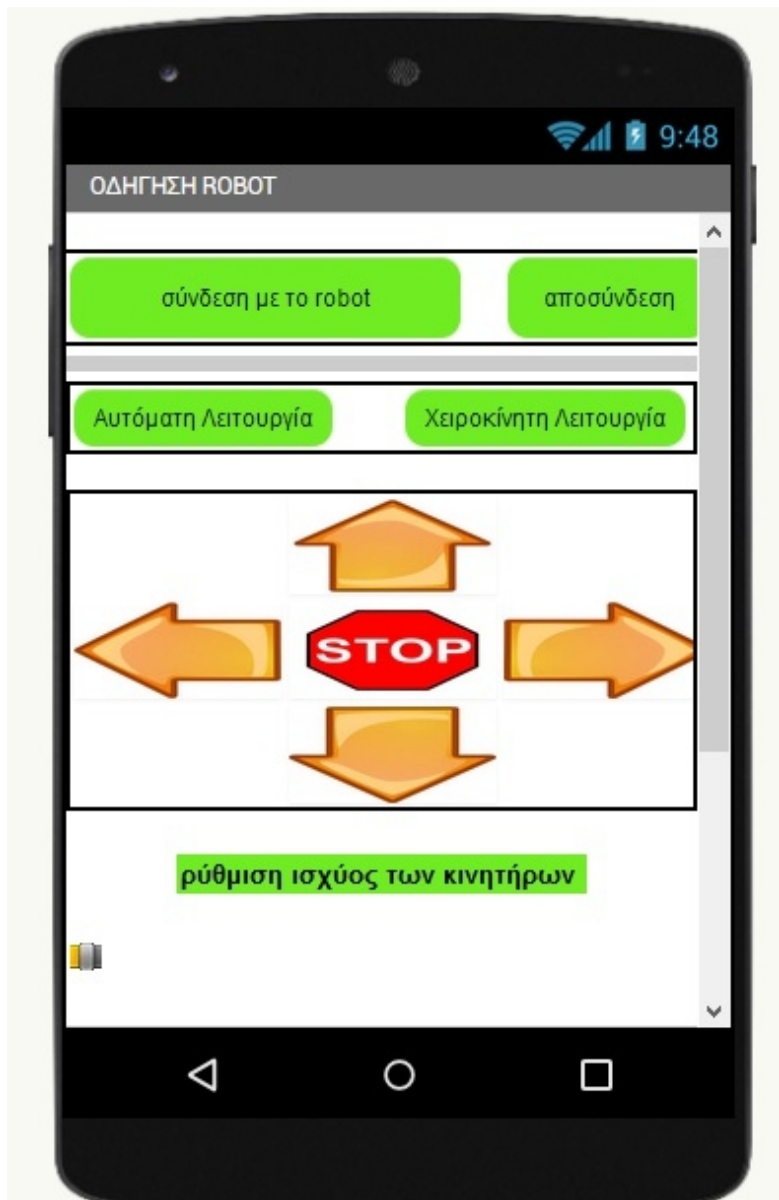 9:48
ΟΔΗΓΗΣΗ ROBOT
σύνδεση με το robot αποσύνδεση
Αυτόματη Λειτουργία Χειροκίνητη Λειτουργία
STOP
ρύθμιση ισχύος των κινητήρων